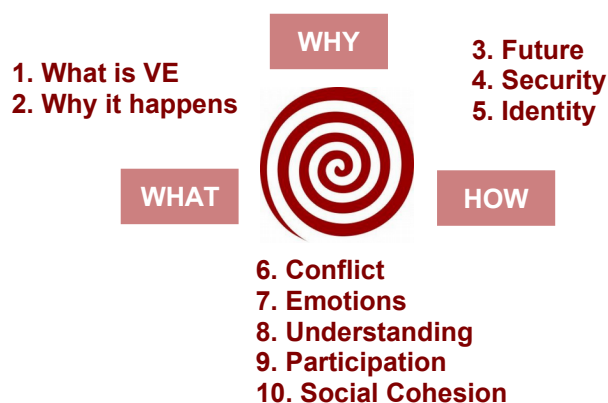 WHY
1. What is VE
2. Why it happens
3. Future
4. Security
5. Identity
WHAT
HOW
6. Conflict
7. Emotions
8. Understanding
9. Participation
10. Social Cohesion